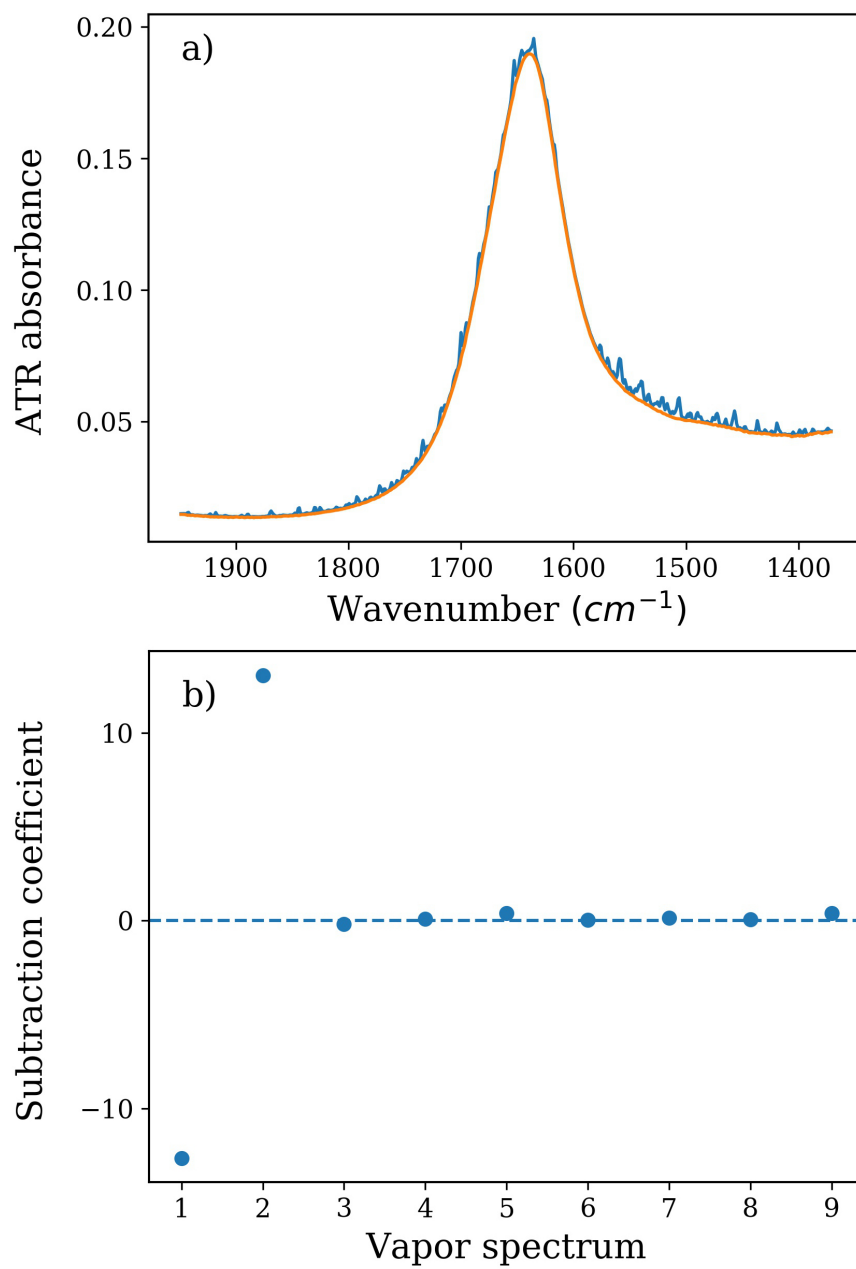 a)
0.20
0.15
0.10
0.05
ATR absorbance
1900 1800 1700 1600 1500 1400
Wavenumber (cm⁻¹)
b)
10
0
−10
Subtraction coefficient
1 2 3 4 5 6 7 8 9
Vapor spectrum